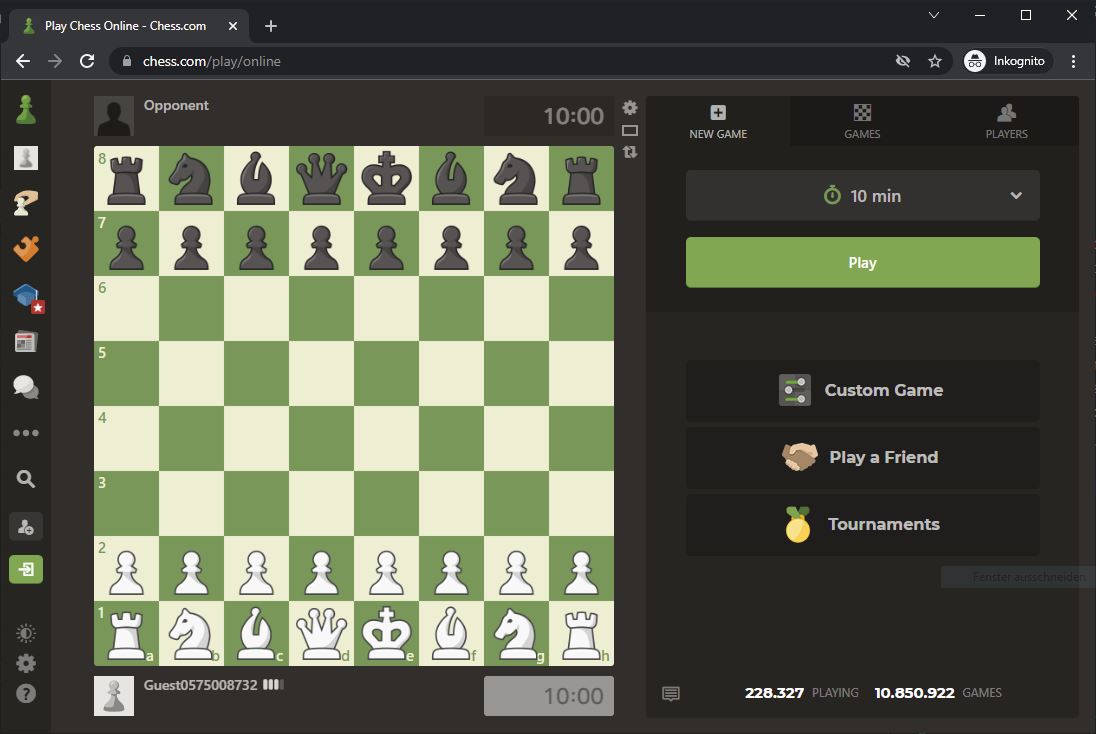 Play Chess Online - Chess.com
chess.com/play/online
Inkognito
Opponent
10:00
8
7
6
5
4
3
2
1
a b c d e f g h
Guest0575008732
10:00
NEW GAME
GAMES
PLAYERS
10 min
Play
Custom Game
Play a Friend
Tournaments
Fenster ausschneiden
228.327 PLAYING 10.850.922 GAMES